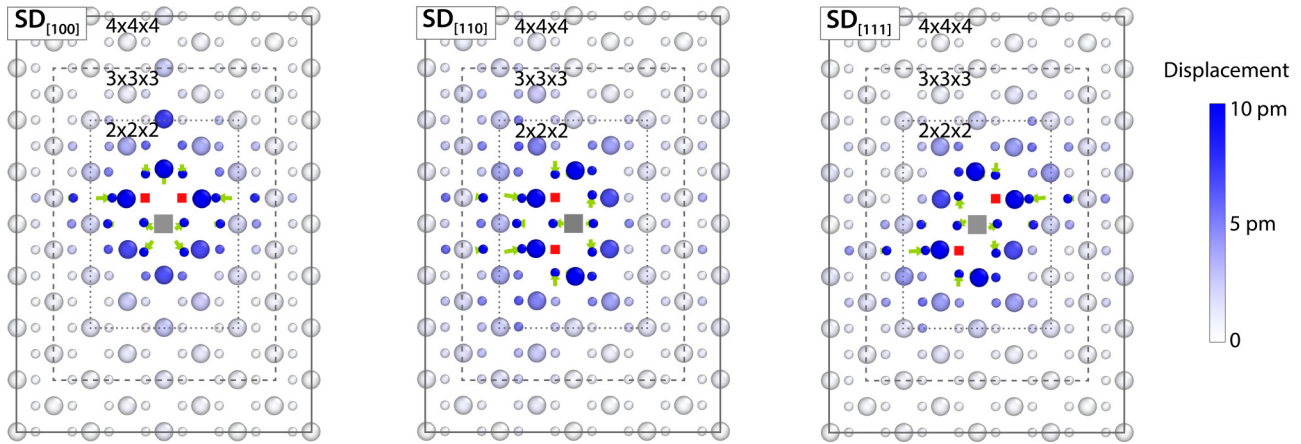 SD[100]
4x4x4
3x3x3
2x2x2
SD[110]
4x4x4
3x3x3
2x2x2
SD[111]
4x4x4
3x3x3
2x2x2
Displacement
10 pm
5 pm
0